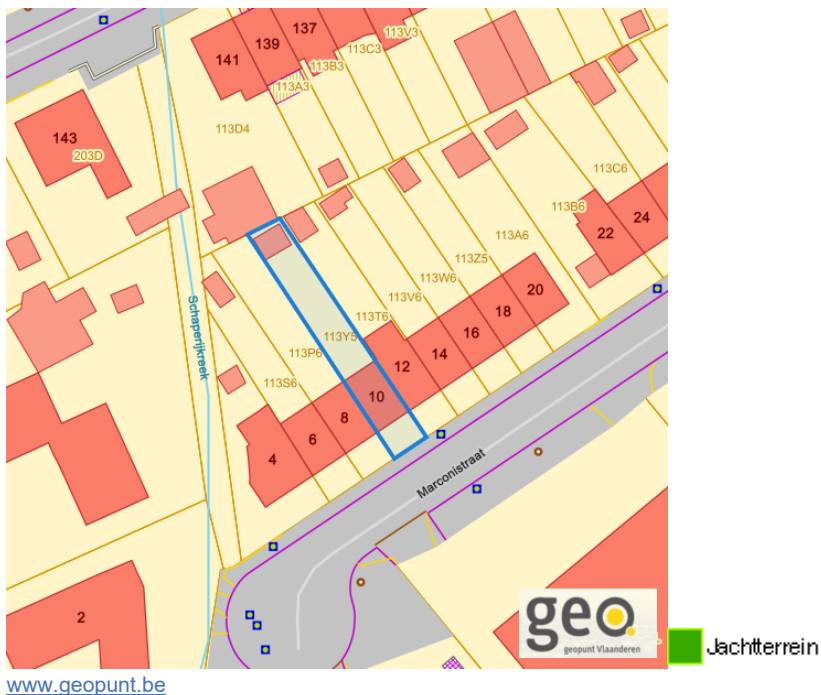 137
113V3
139
113C3
141
113B3
113A3
113D4
143
203D
113C6
113B6
24
22
113A6
113Z5
113W6
20
Schaperijkreek
113V6
18
113T6
16
113Y5
14
113P6
12
113S6
10
8
6
4
Marconistraat
2
geo.
geopunt Vlaanderen
Jachtterrein
www.geopunt.be